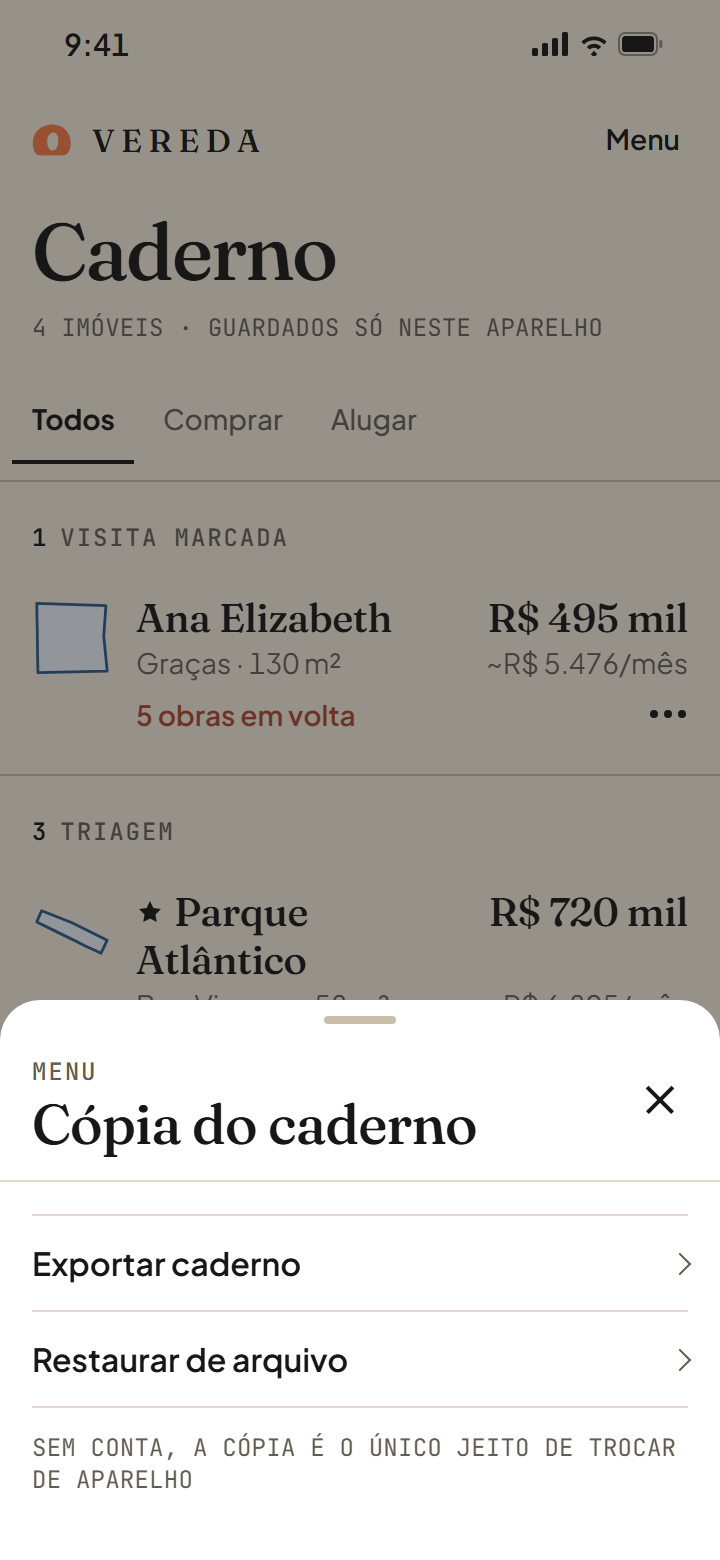 9:41
VEREDA
Menu
Caderno
4 IMÓVEIS · GUARDADOS SÓ NESTE APARELHO
Todos Comprar Alugar
1 VISITA MARCADA
Ana Elizabeth R$ 495 mil
Graças · 130 m² ~R$ 5.476/mês
5 obras em volta
3 TRIAGEM
★ Parque R$ 720 mil
Atlântico
MENU
Cópia do caderno
Exportar caderno
Restaurar de arquivo
SEM CONTA, A CÓPIA É O ÚNICO JEITO DE TROCAR
DE APARELHO